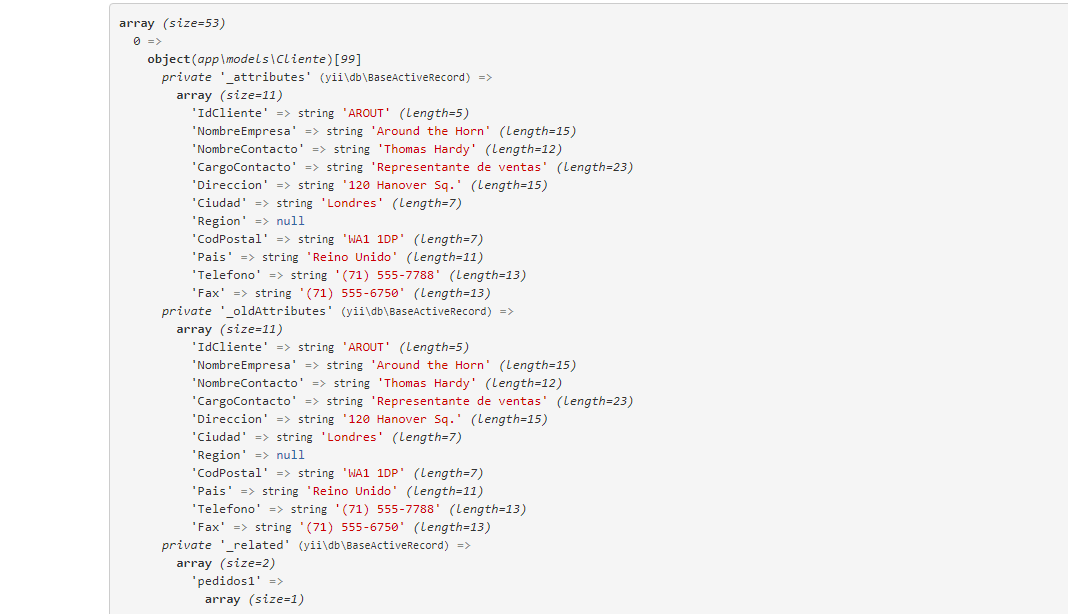 array (size=53)
0 =>
object(app\models\Cliente)[99]
private '_attributes' (yii\db\BaseActiveRecord) =>
array (size=11)
'IdCliente' => string 'AROUT' (length=5)
'NombreEmpresa' => string 'Around the Horn' (length=15)
'NombreContacto' => string 'Thomas Hardy' (length=12)
'CargoContacto' => string 'Representante de ventas' (length=23)
'Direccion' => string '120 Hanover Sq.' (length=15)
'Ciudad' => string 'Londres' (length=7)
'Region' => null
'CodPostal' => string 'WA1 1DP' (length=7)
'Pais' => string 'Reino Unido' (length=11)
'Telefono' => string '(71) 555-7788' (length=13)
'Fax' => string '(71) 555-6750' (length=13)
private '_oldAttributes' (yii\db\BaseActiveRecord) =>
array (size=11)
'IdCliente' => string 'AROUT' (length=5)
'NombreEmpresa' => string 'Around the Horn' (length=15)
'NombreContacto' => string 'Thomas Hardy' (length=12)
'CargoContacto' => string 'Representante de ventas' (length=23)
'Direccion' => string '120 Hanover Sq.' (length=15)
'Ciudad' => string 'Londres' (length=7)
'Region' => null
'CodPostal' => string 'WA1 1DP' (length=7)
'Pais' => string 'Reino Unido' (length=11)
'Telefono' => string '(71) 555-7788' (length=13)
'Fax' => string '(71) 555-6750' (length=13)
private '_related' (yii\db\BaseActiveRecord) =>
array (size=2)
'pedidos1' =>
array (size=1)